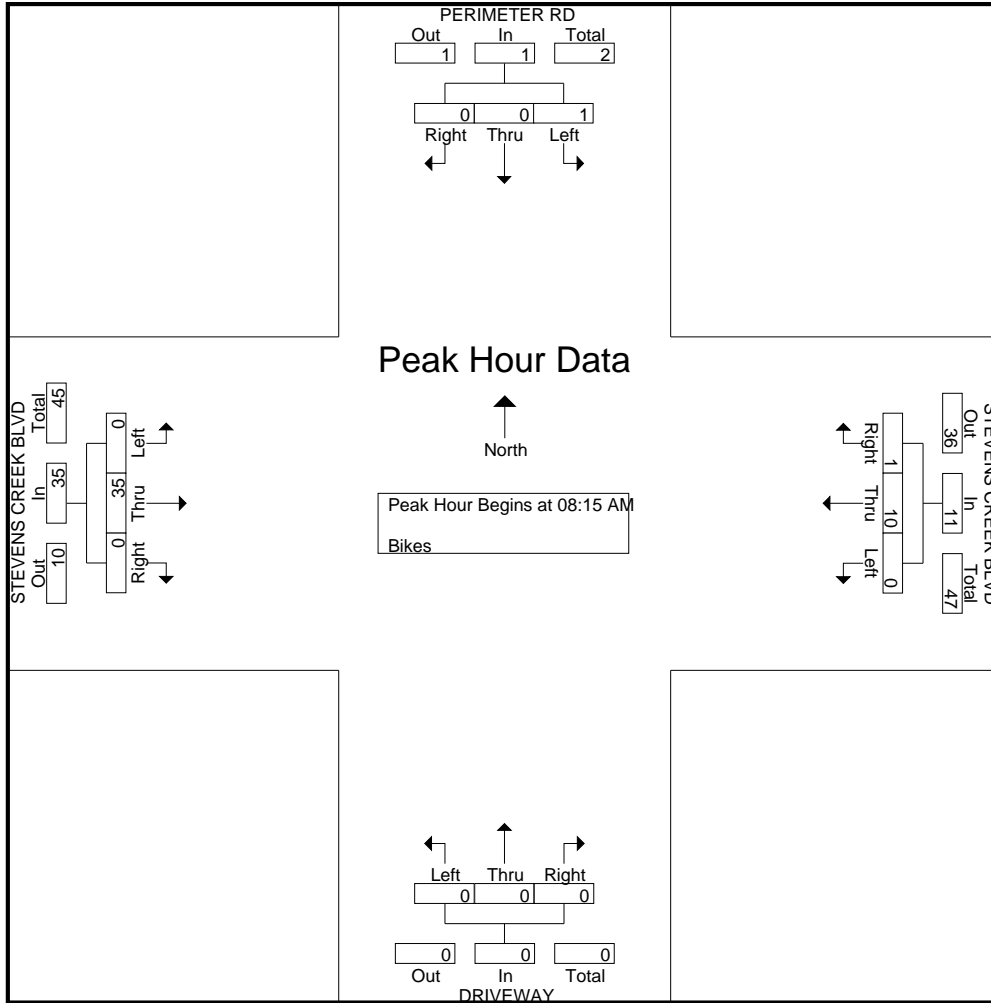 PERIMETER RD
Out In Total
1 1 2
0 0 1
Right Thru Left
Peak Hour Data
North
Peak Hour Begins at 08:15 AM
Bikes
STEVENS CREEK BLVD
Total In Out
45 35 10
0 35 0
Left Thru Right
STEVENS CREEK BLVD
Out In Total
36 11 47
1 10 0
Right Thru Left
Left Thru Right
0 0 0
0 0 0
Out In Total
DRIVEWAY